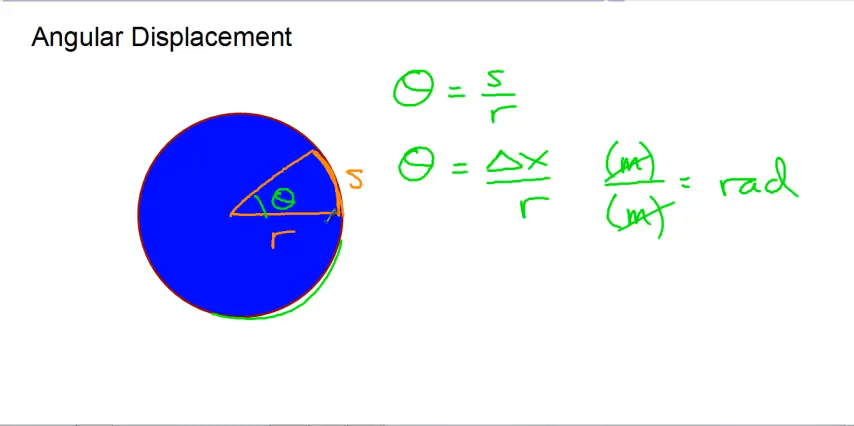 Angular Displacement
Θ = s/r
Θ = Δx/r (m)/(m) = rad
s
Θ
r